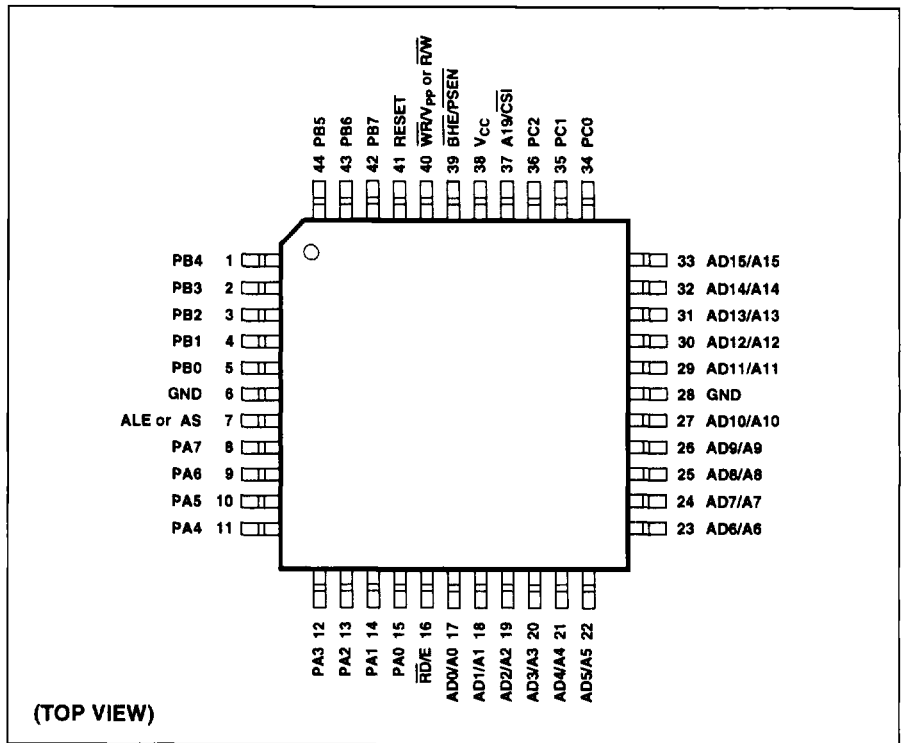 44 PB5
43 PB6
42 PB7
41 RESET
40 W̅R̅/VPP or R/W̅
39 B̅H̅E̅/P̅S̅E̅N̅
38 VCC
37 A19/C̅S̅I̅
36 PC2
35 PC1
34 PC0
PB4 1
PB3 2
PB2 3
PB1 4
PB0 5
GND 6
ALE or AS 7
PA7 8
PA6 9
PA5 10
PA4 11
33 AD15/A15
32 AD14/A14
31 AD13/A13
30 AD12/A12
29 AD11/A11
28 GND
27 AD10/A10
26 AD9/A9
25 AD8/A8
24 AD7/A7
23 AD6/A6
PA3 12
PA2 13
PA1 14
PA0 15
R̅D̅/E 16
AD0/A0 17
AD1/A1 18
AD2/A2 19
AD3/A3 20
AD4/A4 21
AD5/A5 22
(TOP VIEW)